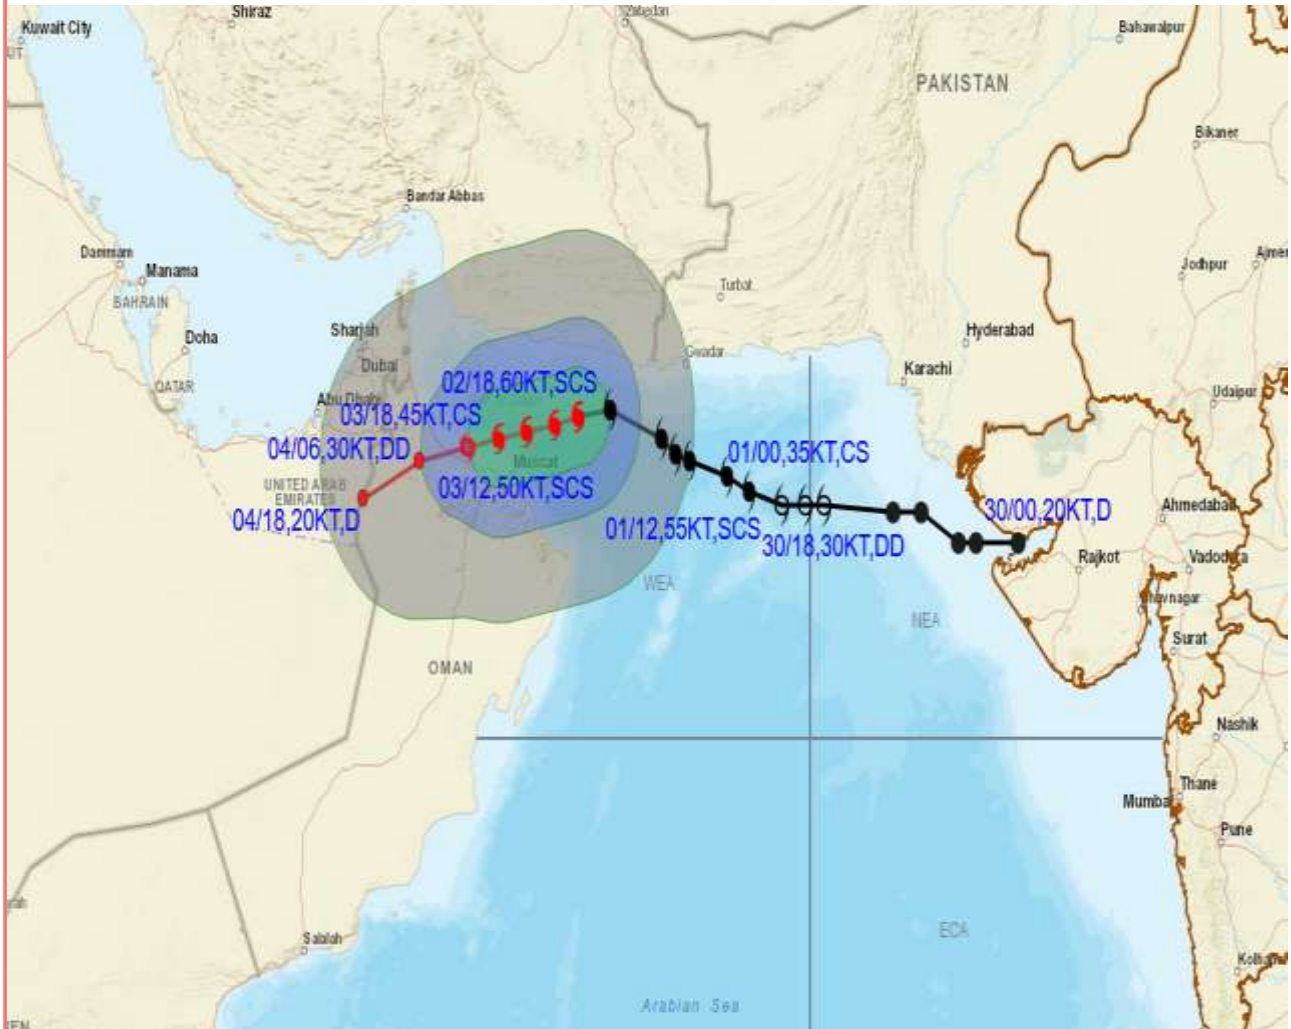 Shiraz
Zabedan
Kuwait City
Bahawalpur
PAKISTAN
Bikaner
Bandar Abbas
Dammam
Manama
BAHRAIN
Turbat
Jodhpur
Ajmer
Sharjah
Doha
Dubai
Gwadar
Hyderabad
Karachi
QATAR
02/18,60KT,SCS
Udaipur
Abu Dhabi
03/18,45KT,CS
04/06,30KT,DD
01/00,35KT,CS
Muscat
UNITED ARAB
EMIRATES
03/12,50KT,SCS
04/18,20KT,D
01/12,55KT,SCS
30/18,30KT,DD
30/00,20KT,D
Ahmedabad
Rajkot
Vadodra
WEA
NEA
Bhavnagar
Surat
OMAN
Nashik
Thane
Mumbai
Pune
Salalah
ECA
Kolhapur
Arabian Sea